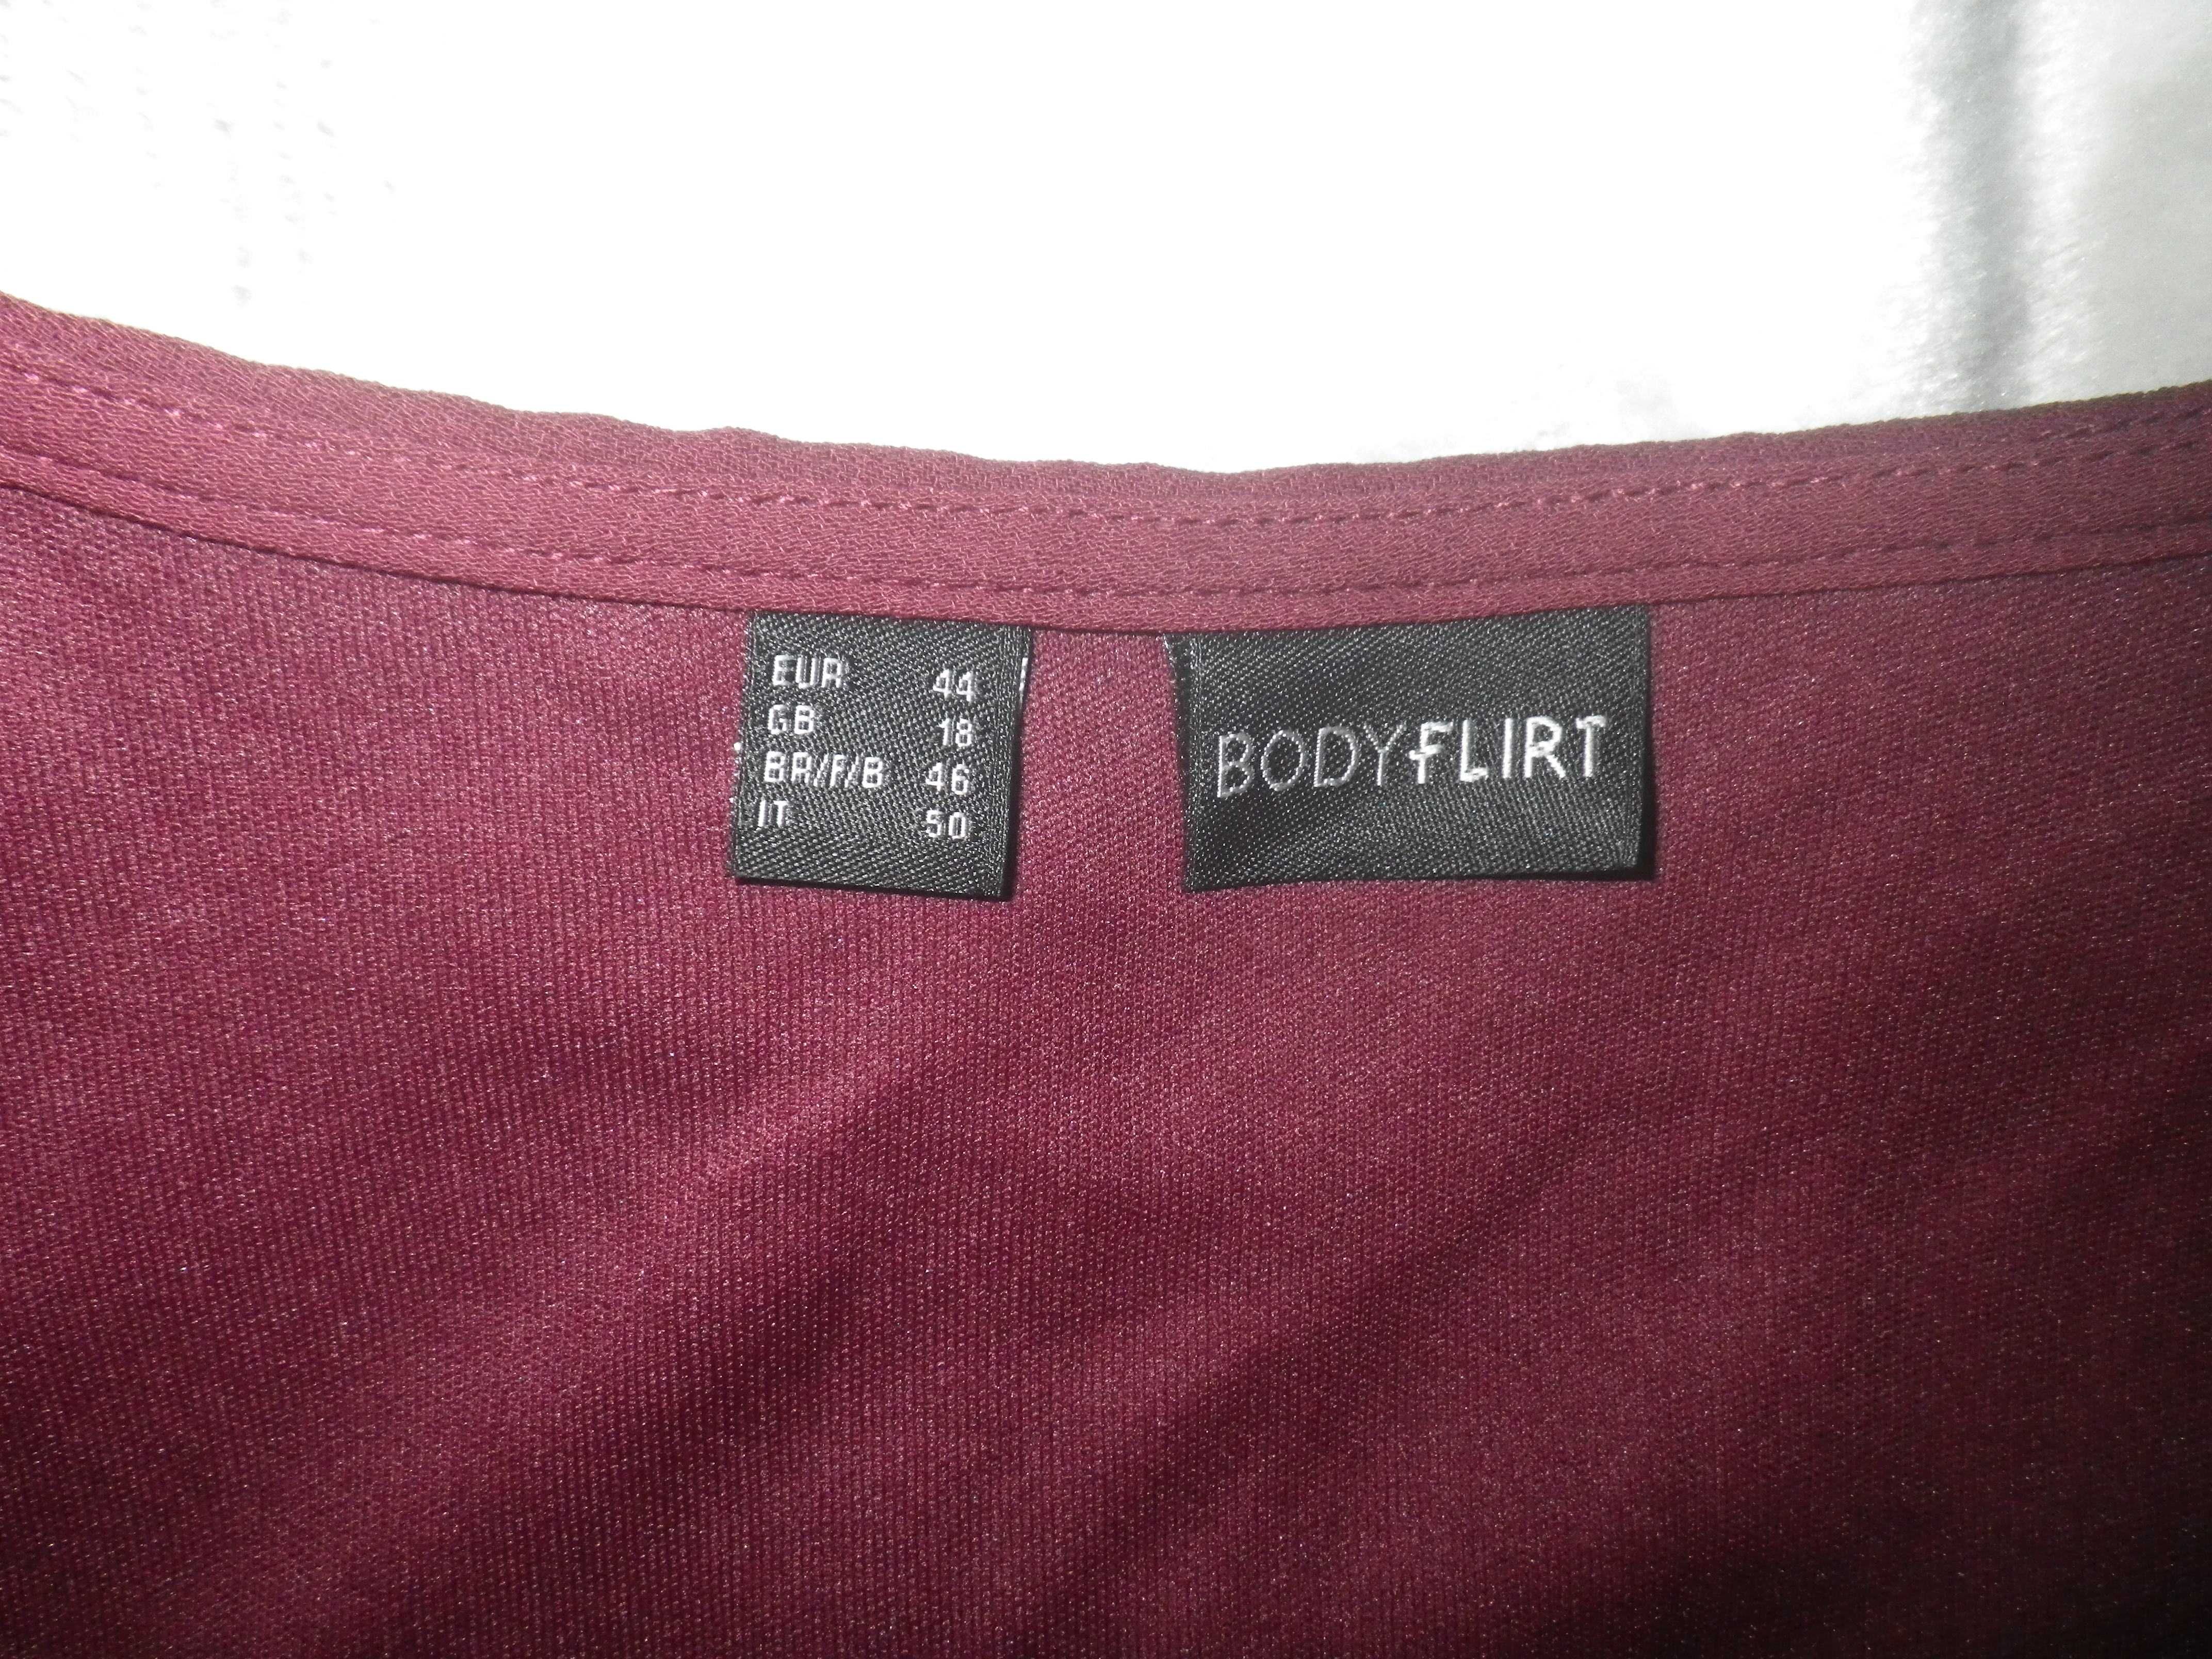 EUR 44
GB 18
BR/F/B 46
IT 50
BODYFLIRT